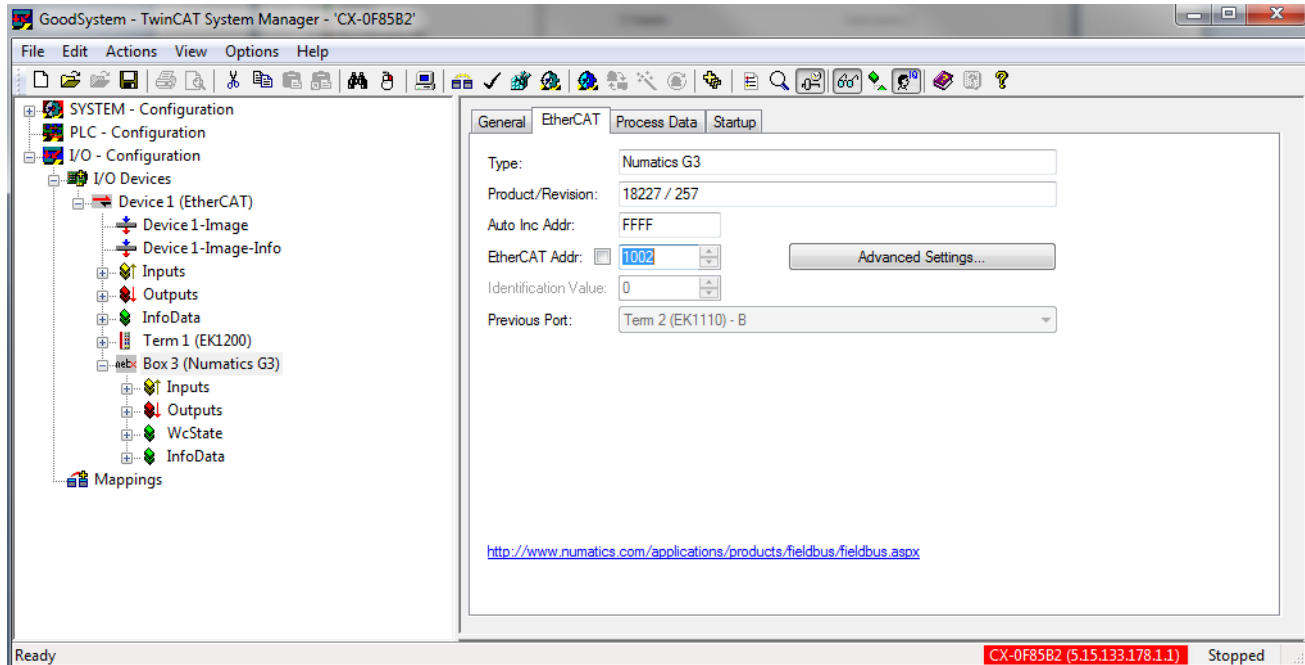 GoodSystem - TwinCAT System Manager - 'CX-0F85B2'
File Edit Actions View Options Help
SYSTEM - Configuration
PLC - Configuration
I/O - Configuration
I/O Devices
Device 1 (EtherCAT)
Device 1-Image
Device 1-Image-Info
Inputs
Outputs
InfoData
Term 1 (EK1200)
Box 3 (Numatics G3)
Inputs
Outputs
WcState
InfoData
Mappings
General EtherCAT Process Data Startup
Type: Numatics G3
Product/Revision: 18227 / 257
Auto Inc Addr: FFFF
EtherCAT Addr: 1002 Advanced Settings...
Identification Value: 0
Previous Port: Term 2 (EK1110) - B
http://www.numatics.com/applications/products/fieldbus/fieldbus.aspx
Ready CX-0F85B2 (5.15.133.178.1.1) Stopped